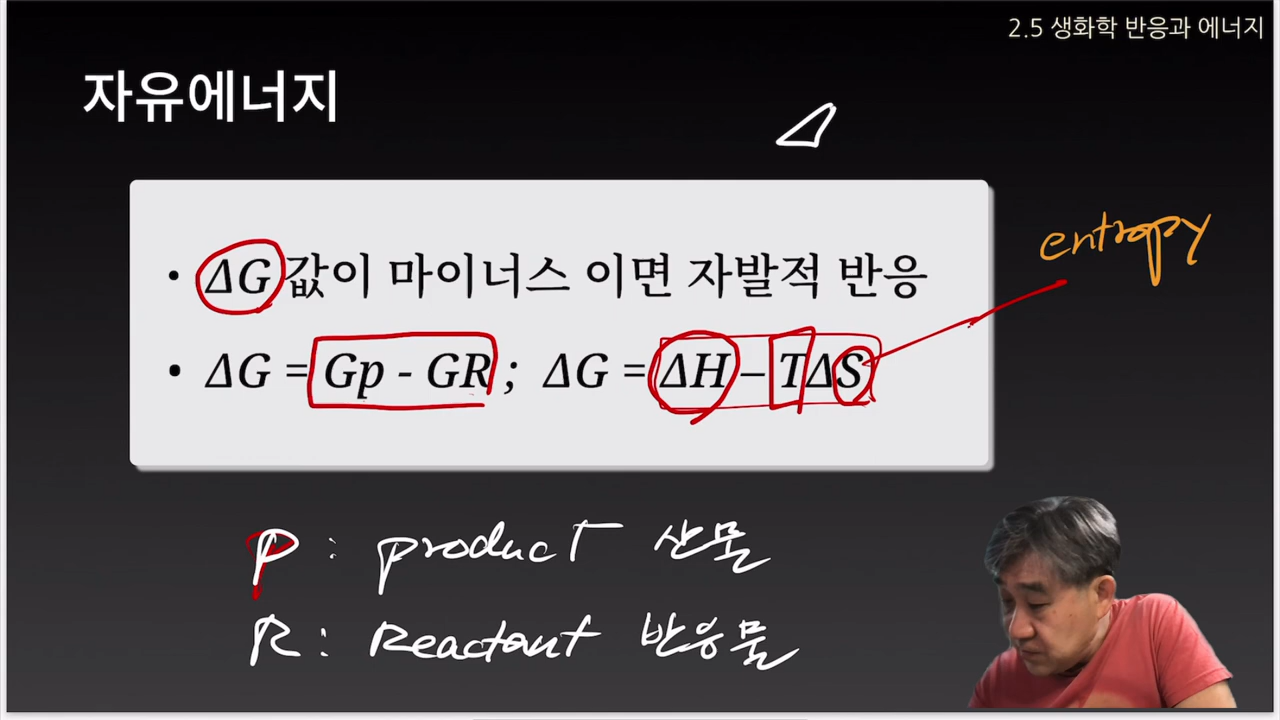 2.5 생화학 반응과 에너지
자유에너지
• ΔG 값이 마이너스 이면 자발적 반응
• ΔG = Gp - GR ; ΔG = ΔH – TΔS
entropy
P : product 산물
R : Reactant 반응물